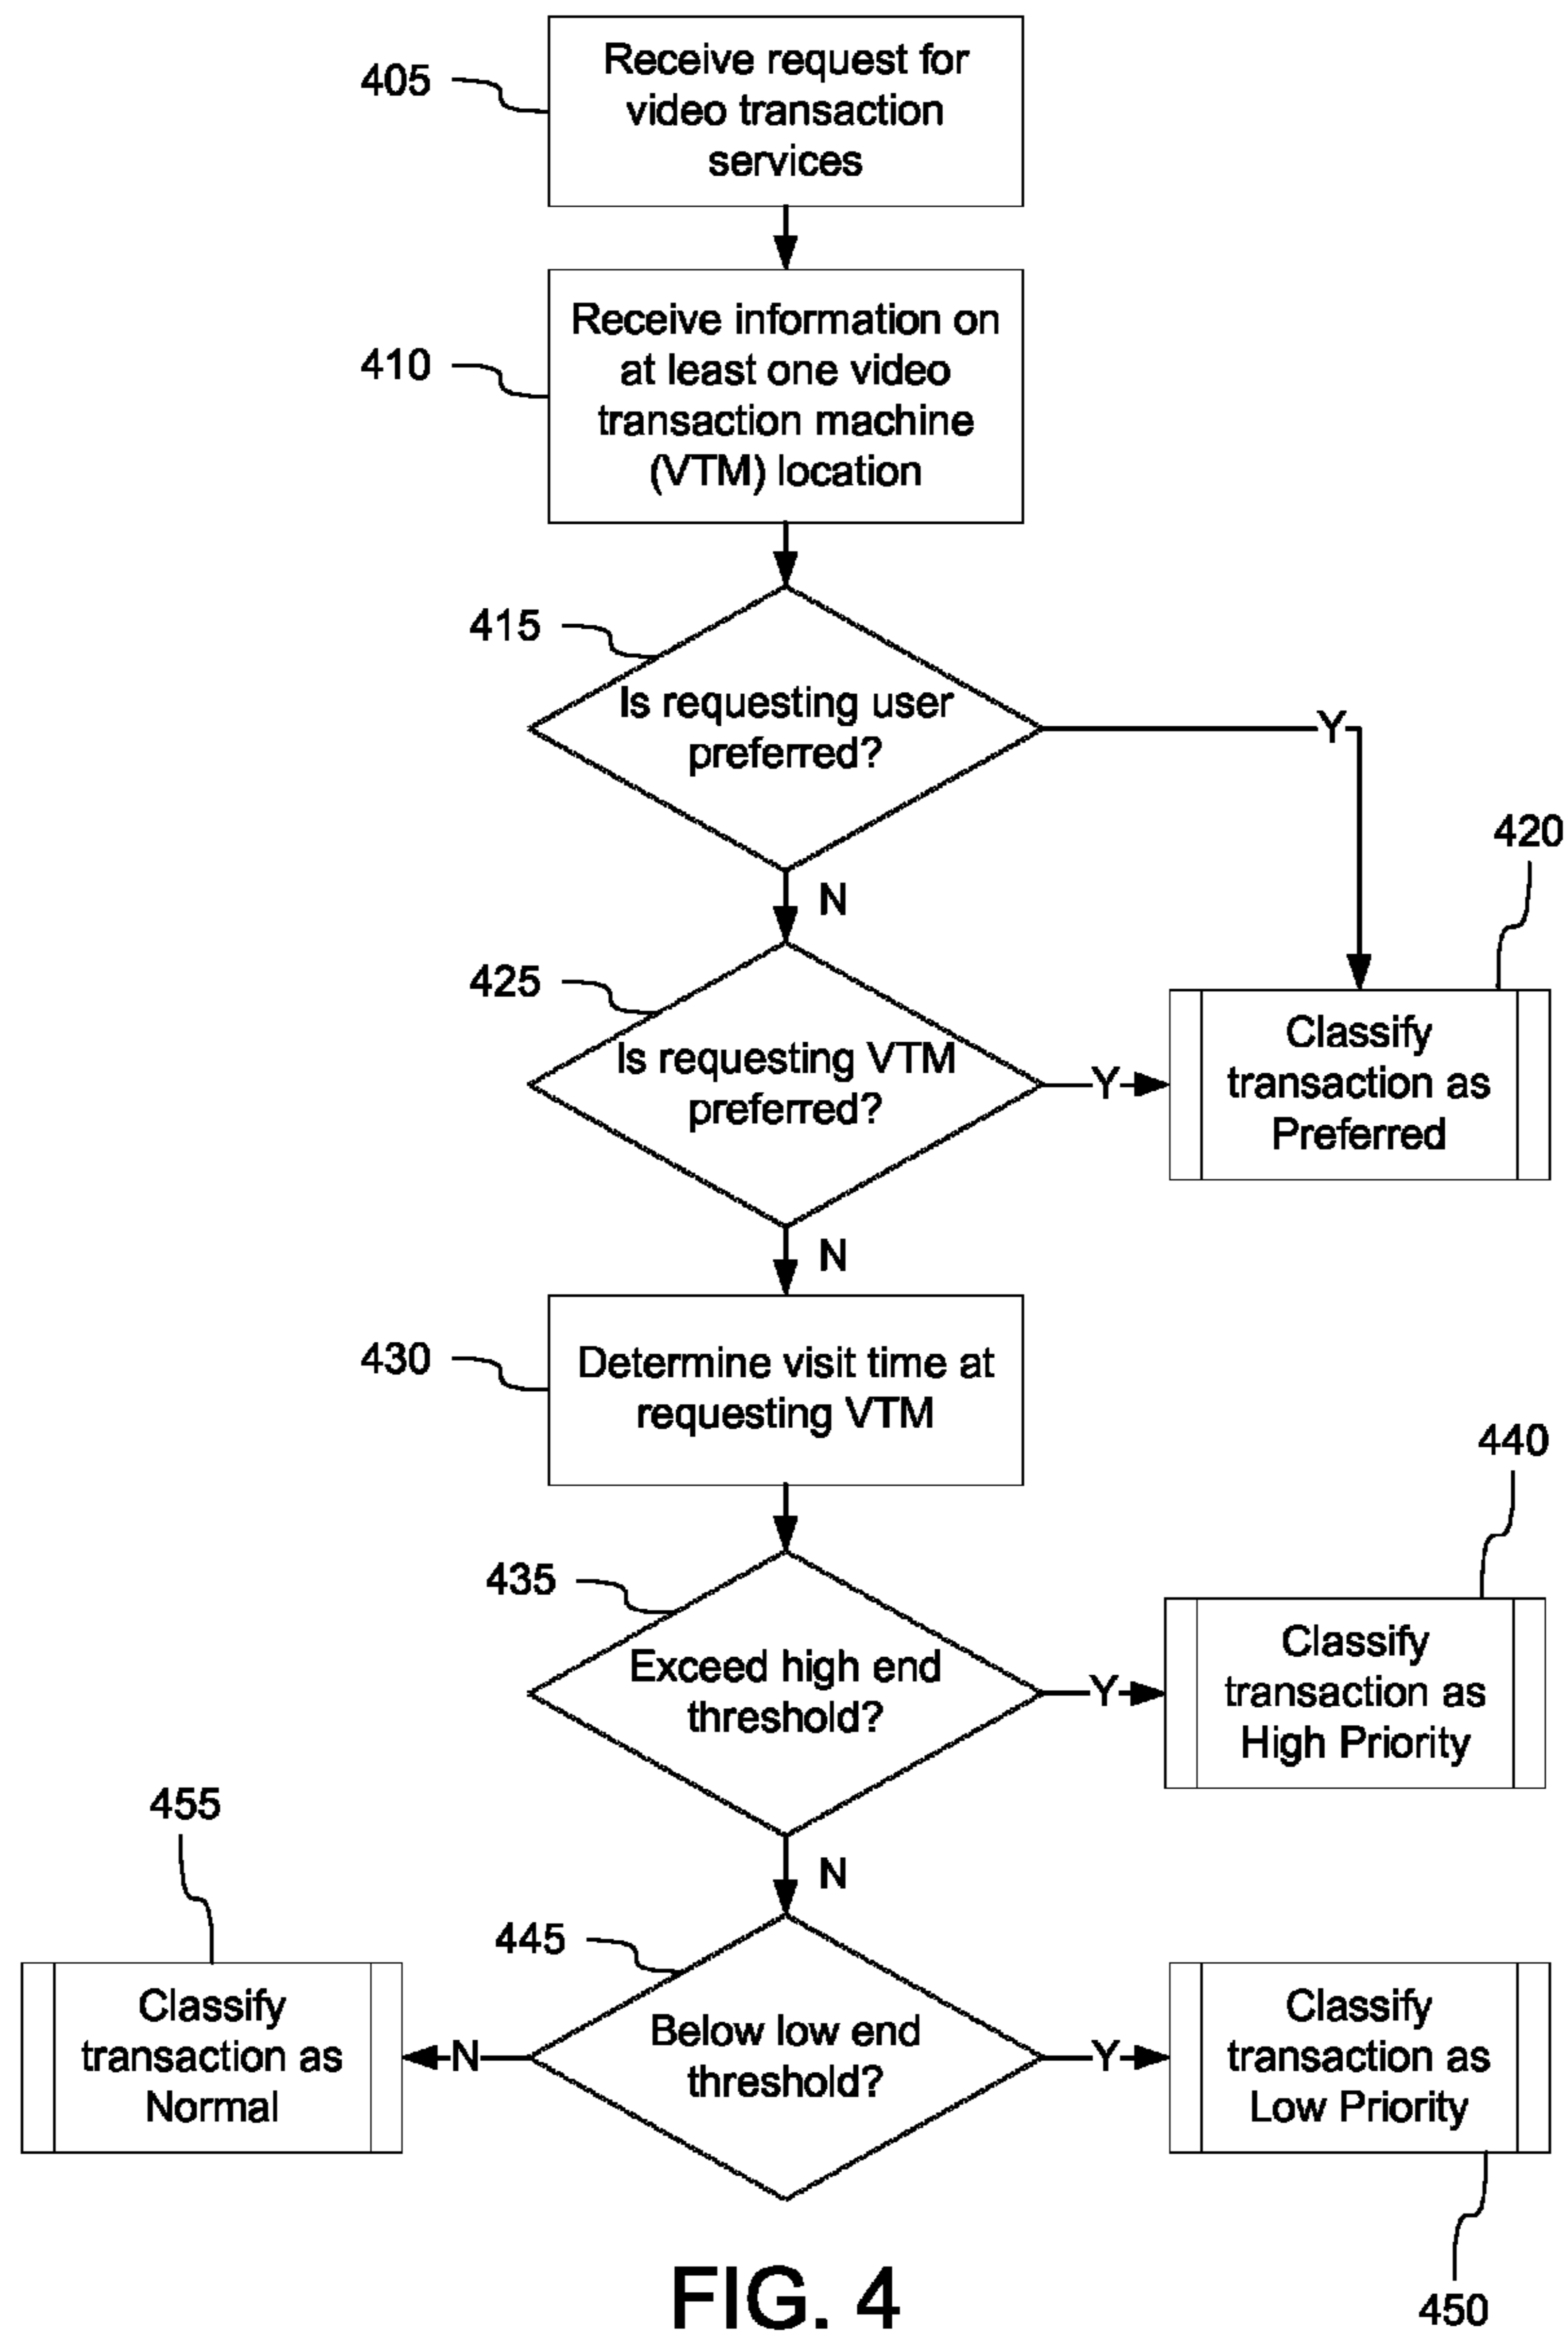 405
Receive request for
video transaction
services
410
Receive information on
at least one video
transaction machine
(VTM) location
415
Is requesting user
preferred?
Y
N
420
425
Is requesting VTM
preferred?
Y
Classify
transaction as
Preferred
N
430
Determine visit time at
requesting VTM
440
435
Exceed high end
threshold?
Y
Classify
transaction as
High Priority
455
N
445
Classify
transaction as
Normal
N
Below low end
threshold?
Y
Classify
transaction as
Low Priority
FIG. 4
450